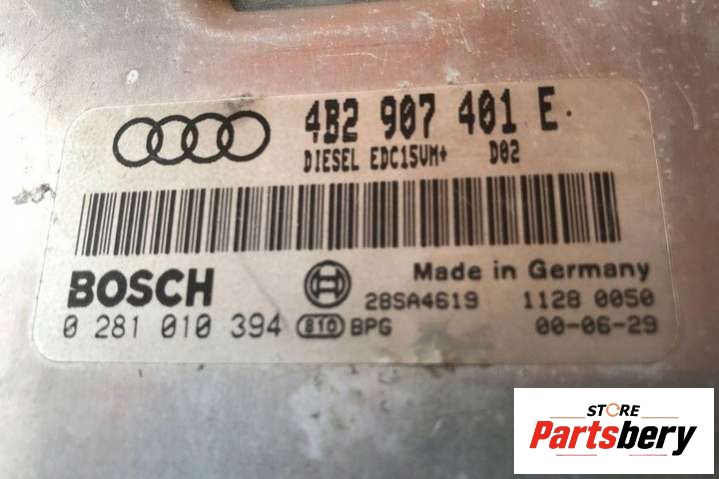 4B2 907 401 E
DIESEL EDC15VM+ D02
BOSCH
Made in Germany
28SA4619 1128 0050
0 281 010 394 810 BPG 00-06-29
STORE
Partsbery